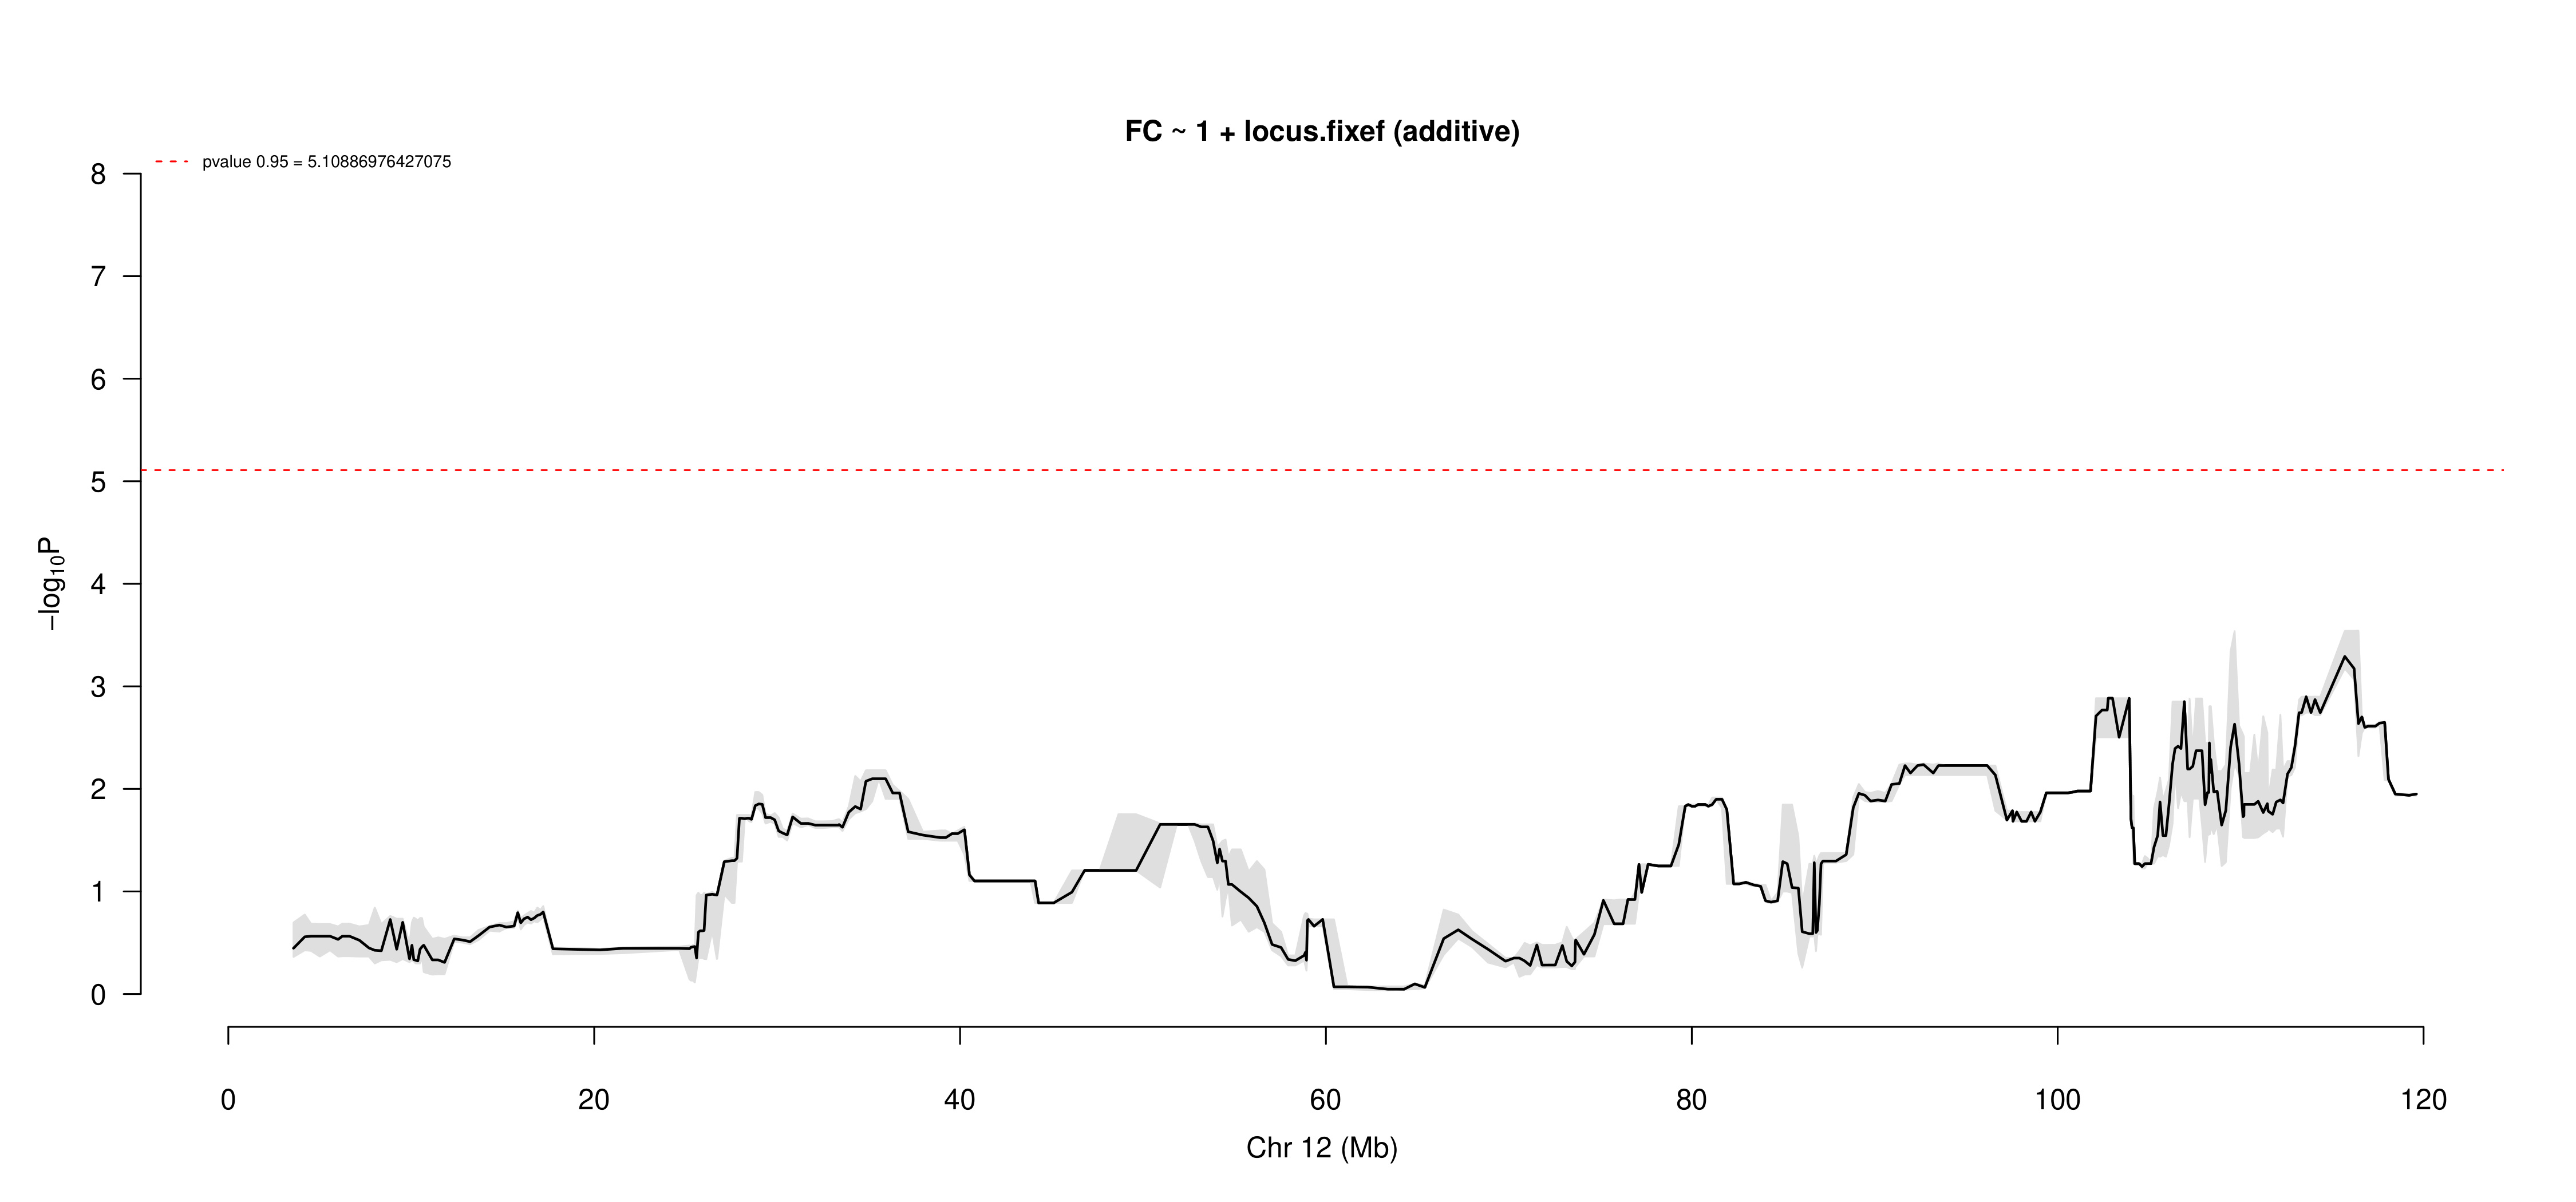 FC ~ 1 + locus.fixef (additive)
pvalue 0.95 = 5.10886976427075
8
7
6
5
4
3
2
1
0
−log10P
0 20 40 60 80 100 120
Chr 12 (Mb)